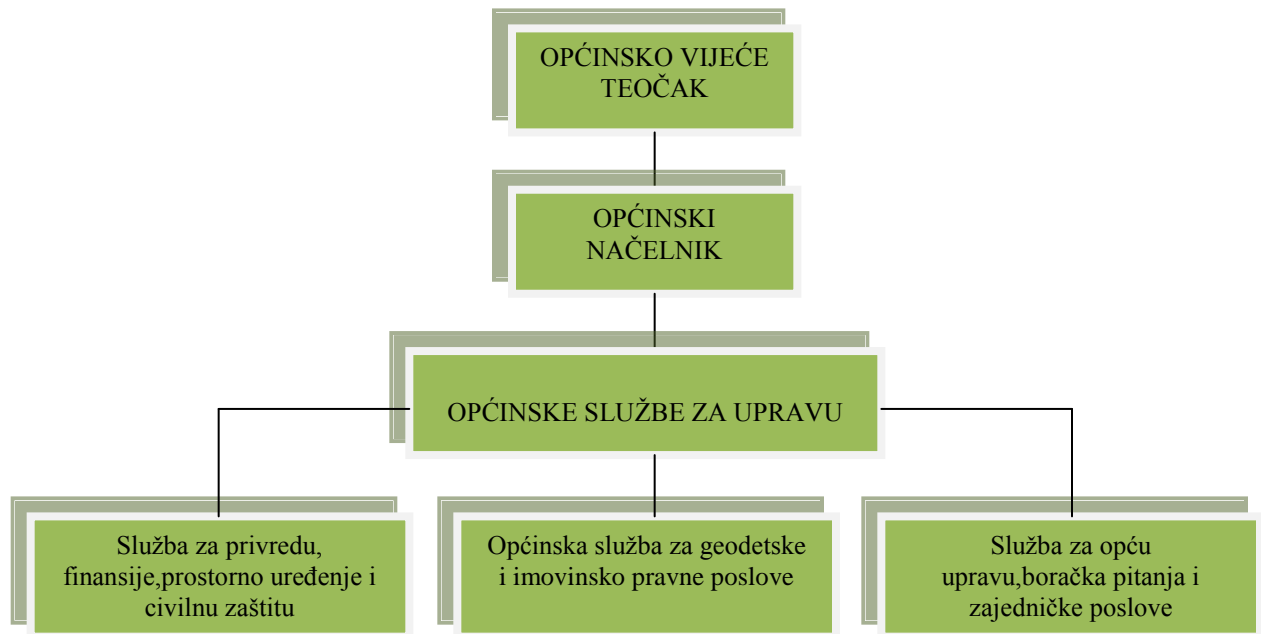 OPĆINSKO VIJEĆE
TEOČAK
OPĆINSKI
NAČELNIK
OPĆINSKE SLUŽBE ZA UPRAVU
Služba za privredu,
finansije,prostorno uređenje i
civilnu zaštitu
Općinska služba za geodetske
i imovinsko pravne poslove
Služba za opću
upravu,boračka pitanja i
zajedničke poslove